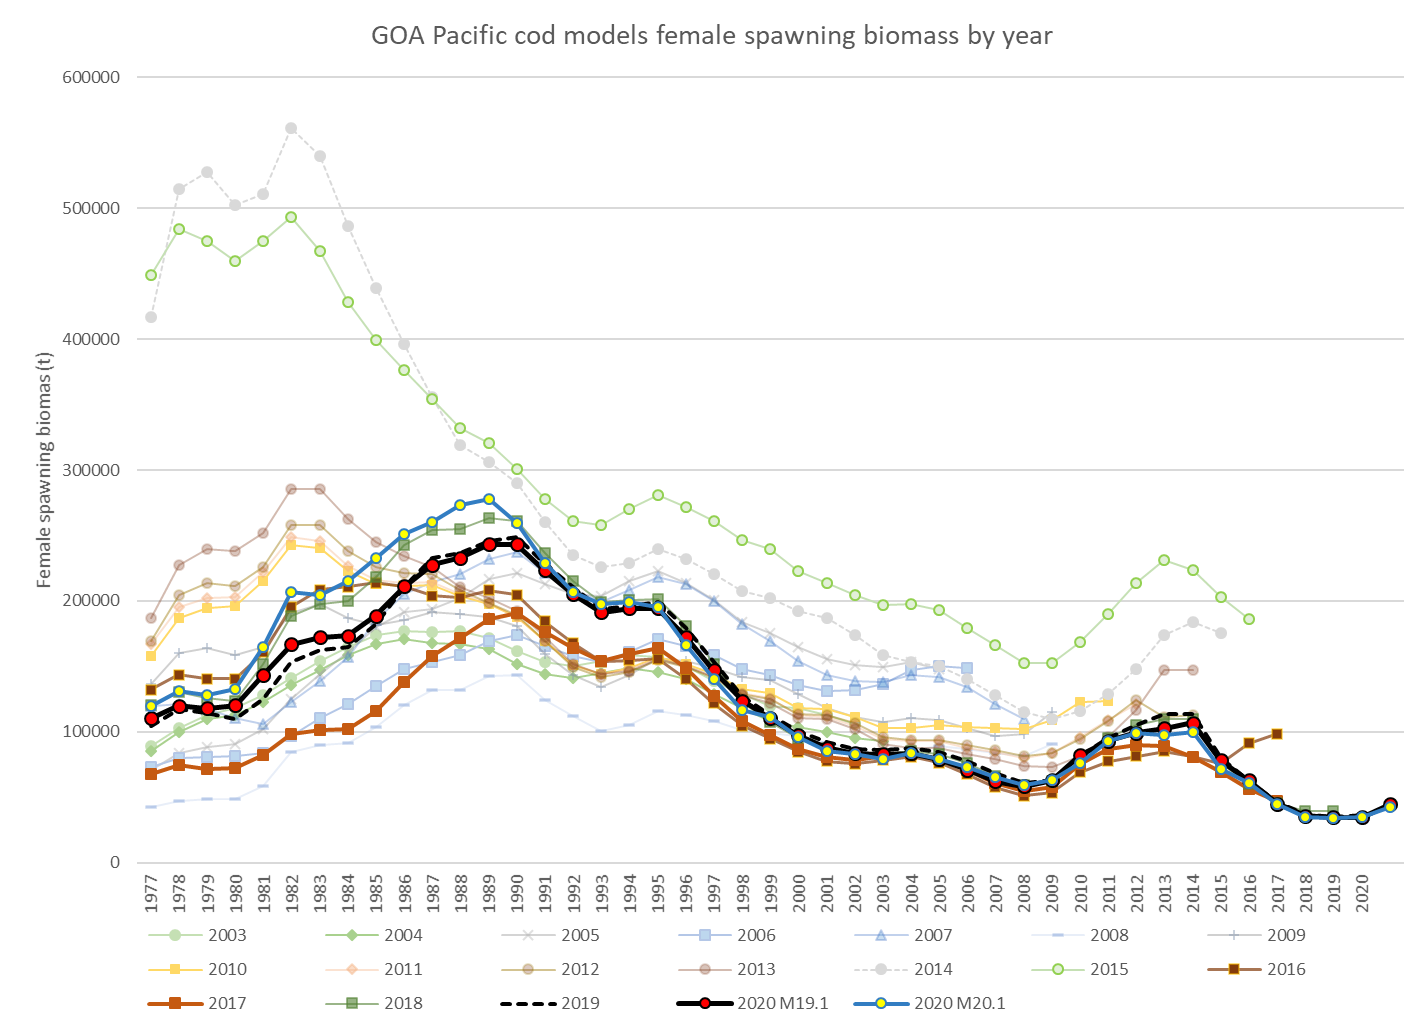 GOA Pacific cod models female spawning biomass by year
600000
500000
400000
300000
200000
100000
0
Female spawning biomas (t)
1977 1978 1979 1980 1981 1982 1983 1984 1985 1986 1987 1988 1989 1990 1991 1992 1993 1994 1995 1996 1997 1998 1999 2000 2001 2002 2003 2004 2005 2006 2007 2008 2009 2010 2011 2012 2013 2014 2015 2016 2017 2018 2019 2020
2003 2004 2005 2006 2007 2008 2009
2010 2011 2012 2013 2014 2015 2016
2017 2018 2019 2020 M19.1 2020 M20.1